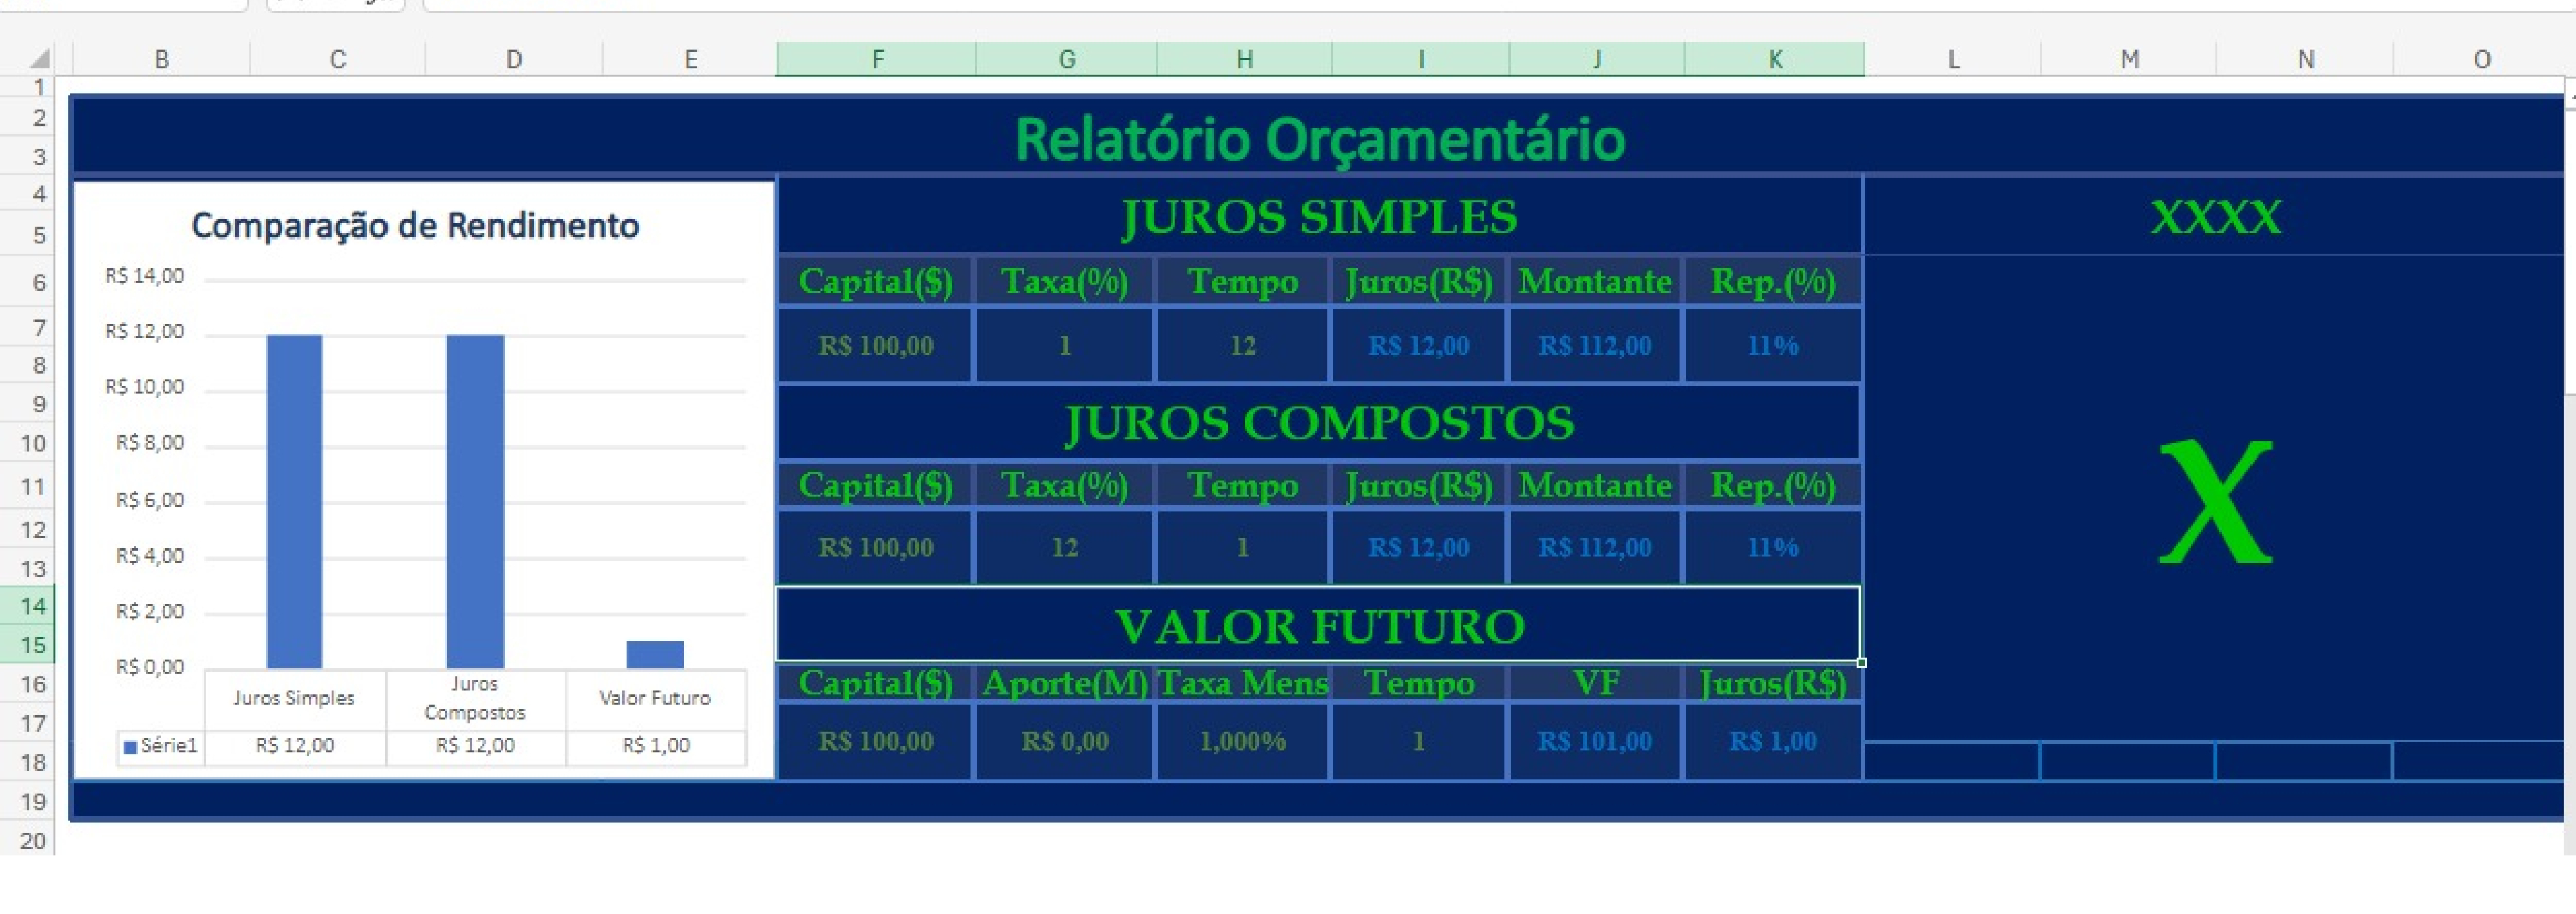 B C D E F G H I J K L M N O
1
2
3
4
5
6
7
8
9
10
11
12
13
14
15
16
17
18
19
20
Relatório Orçamentário
Comparação de Rendimento
R$ 14,00
R$ 12,00
R$ 10,00
R$ 8,00
R$ 6,00
R$ 4,00
R$ 2,00
R$ 0,00
Juros Simples
Juros
Compostos
Valor Futuro
Série1 R$ 12,00 R$ 12,00 R$ 1,00
JUROS SIMPLES
Capital($) Taxa(%) Tempo Juros(R$) Montante Rep.(%)
R$ 100,00 1 12 R$ 12,00 R$ 112,00 11%
JUROS COMPOSTOS
Capital($) Taxa(%) Tempo Juros(R$) Montante Rep.(%)
R$ 100,00 12 1 R$ 12,00 R$ 112,00 11%
VALOR FUTURO
Capital($) Aporte(M) Taxa Mens Tempo VF Juros(R$)
R$ 100,00 R$ 0,00 1,000% 1 R$ 101,00 R$ 1,00
XXXX
X